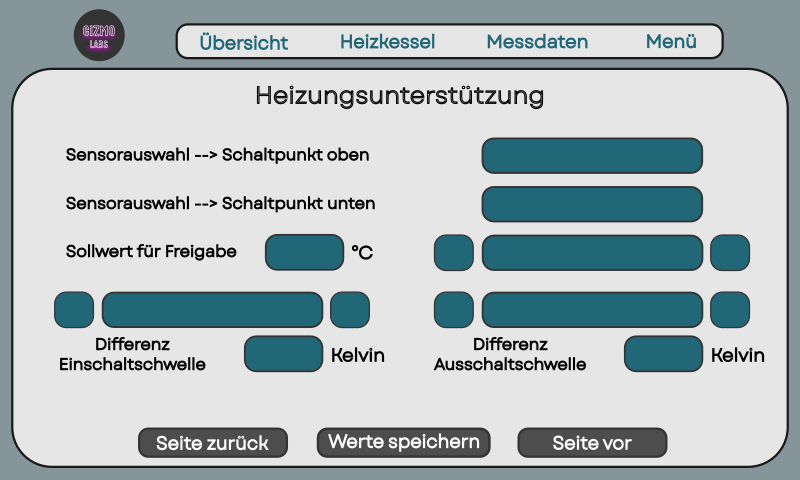 GIZMO
LABS
Übersicht Heizkessel Messdaten Menü
Heizungsunterstützung
Sensorauswahl --> Schaltpunkt oben
Sensorauswahl --> Schaltpunkt unten
Sollwert für Freigabe °C
Differenz
Einschaltschwelle
Kelvin
Differenz
Ausschaltschwelle
Kelvin
Seite zurück Werte speichern Seite vor